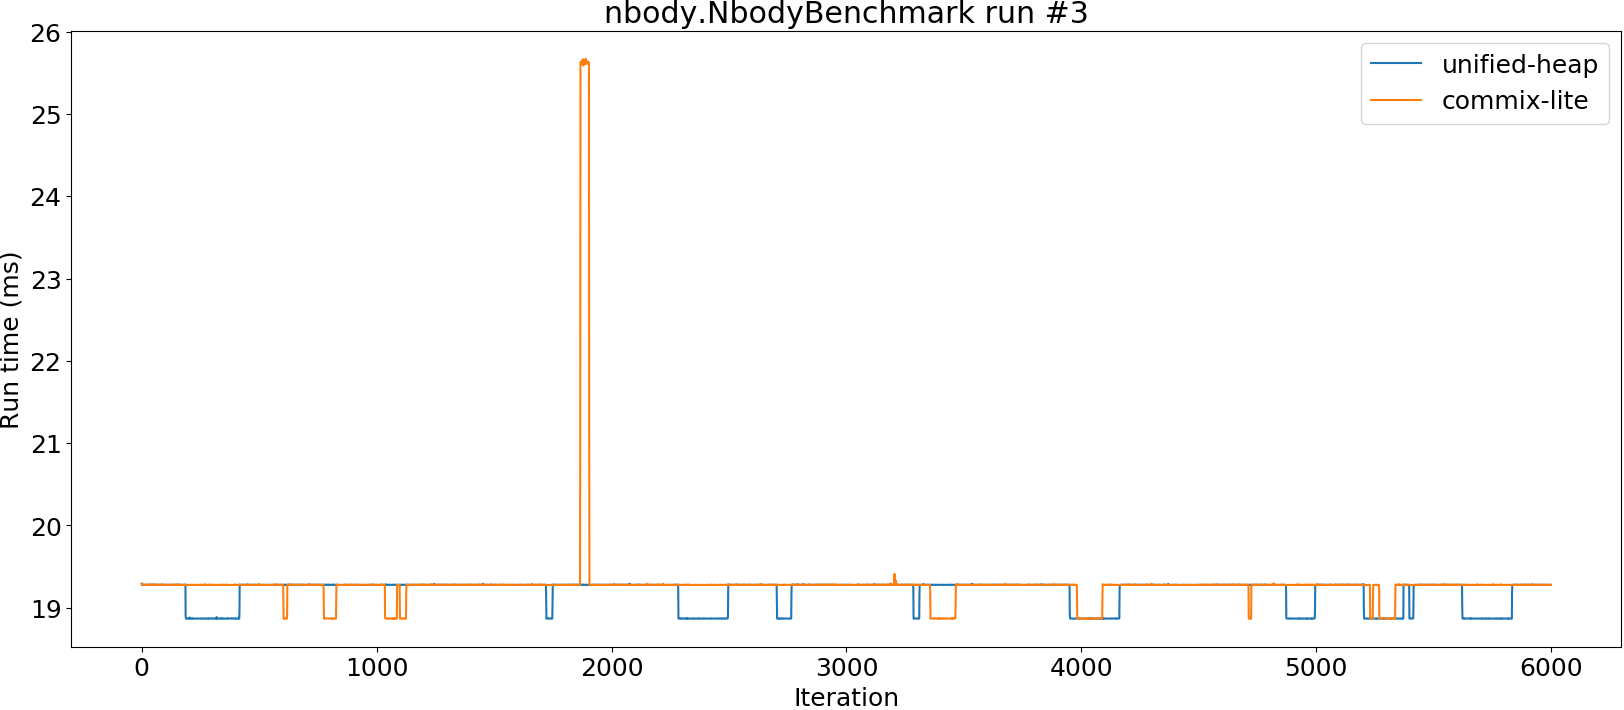 nbody.NbodyBenchmark run #3
unified-heap
commix-lite
Run time (ms)
26
25
24
23
22
21
20
19
0 1000 2000 3000 4000 5000 6000
Iteration